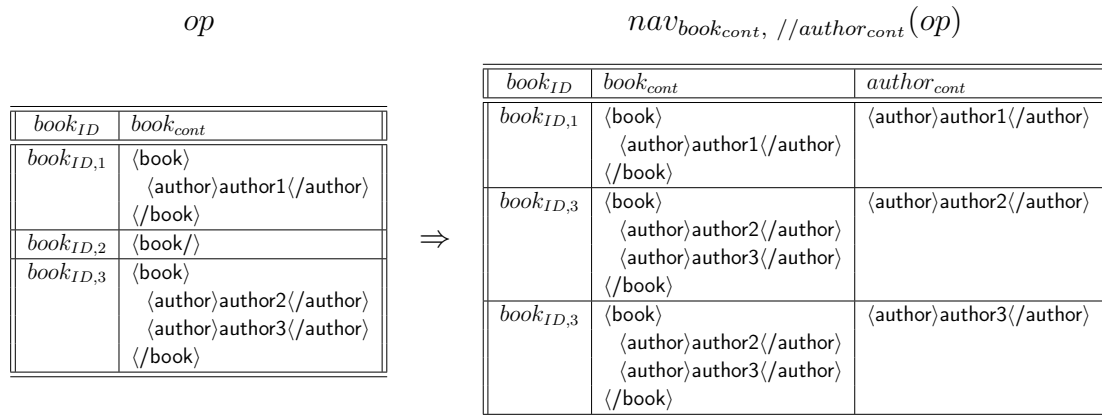 op
book_ID book_cont
book_ID,1 ⟨book⟩
⟨author⟩author1⟨/author⟩
⟨/book⟩
book_ID,2 ⟨book/⟩
book_ID,3 ⟨book⟩
⟨author⟩author2⟨/author⟩
⟨author⟩author3⟨/author⟩
⟨/book⟩
⇒
nav_book_cont, //author_cont(op)
book_ID book_cont author_cont
book_ID,1 ⟨book⟩ ⟨author⟩author1⟨/author⟩
⟨author⟩author1⟨/author⟩
⟨/book⟩
book_ID,3 ⟨book⟩ ⟨author⟩author2⟨/author⟩
⟨author⟩author2⟨/author⟩
⟨author⟩author3⟨/author⟩
⟨/book⟩
book_ID,3 ⟨book⟩ ⟨author⟩author3⟨/author⟩
⟨author⟩author2⟨/author⟩
⟨author⟩author3⟨/author⟩
⟨/book⟩